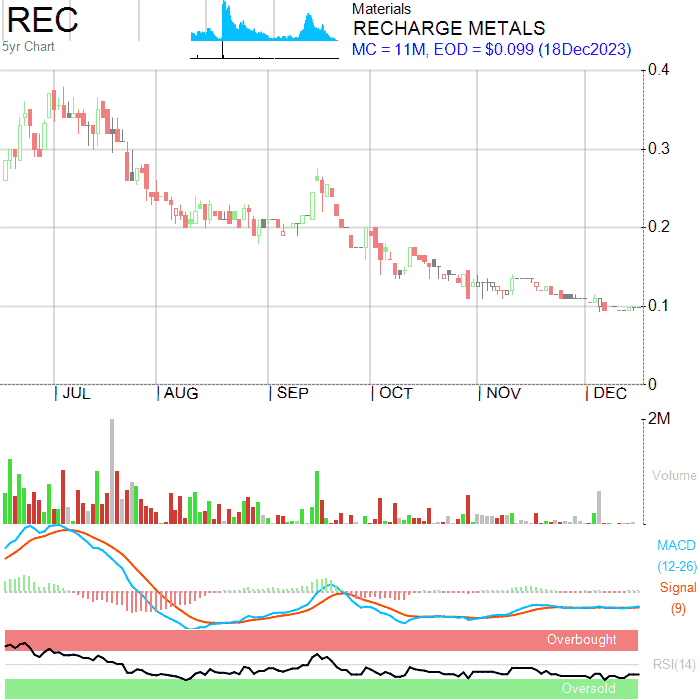 REC
5yr Chart
Materials
RECHARGE METALS
MC = 11M, EOD = $0.099 (18Dec2023)
0.4
0.3
0.2
0.1
0
JUL AUG SEP OCT NOV DEC
2M
Volume
MACD
(12-26)
Signal
(9)
Overbought
RSI(14)
Oversold